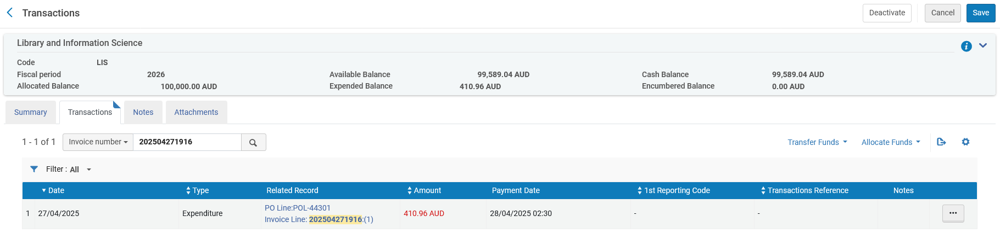 Transactions Deactivate Cancel Save
Library and Information Science
Code LIS
Fiscal period 2026 Available Balance 99,589.04 AUD Cash Balance 99,589.04 AUD
Allocated Balance 100,000.00 AUD Expended Balance 410.96 AUD Encumbered Balance 0.00 AUD
Summary Transactions Notes Attachments
1 - 1 of 1 Invoice number 202504271916 Transfer Funds Allocate Funds
Filter : All
Date Type Related Record Amount Payment Date 1st Reporting Code Transactions Reference Notes
1 27/04/2025 Expenditure PO Line:POL-44301 410.96 AUD 28/04/2025 02:30 - -
Invoice Line: 202504271916:(1)